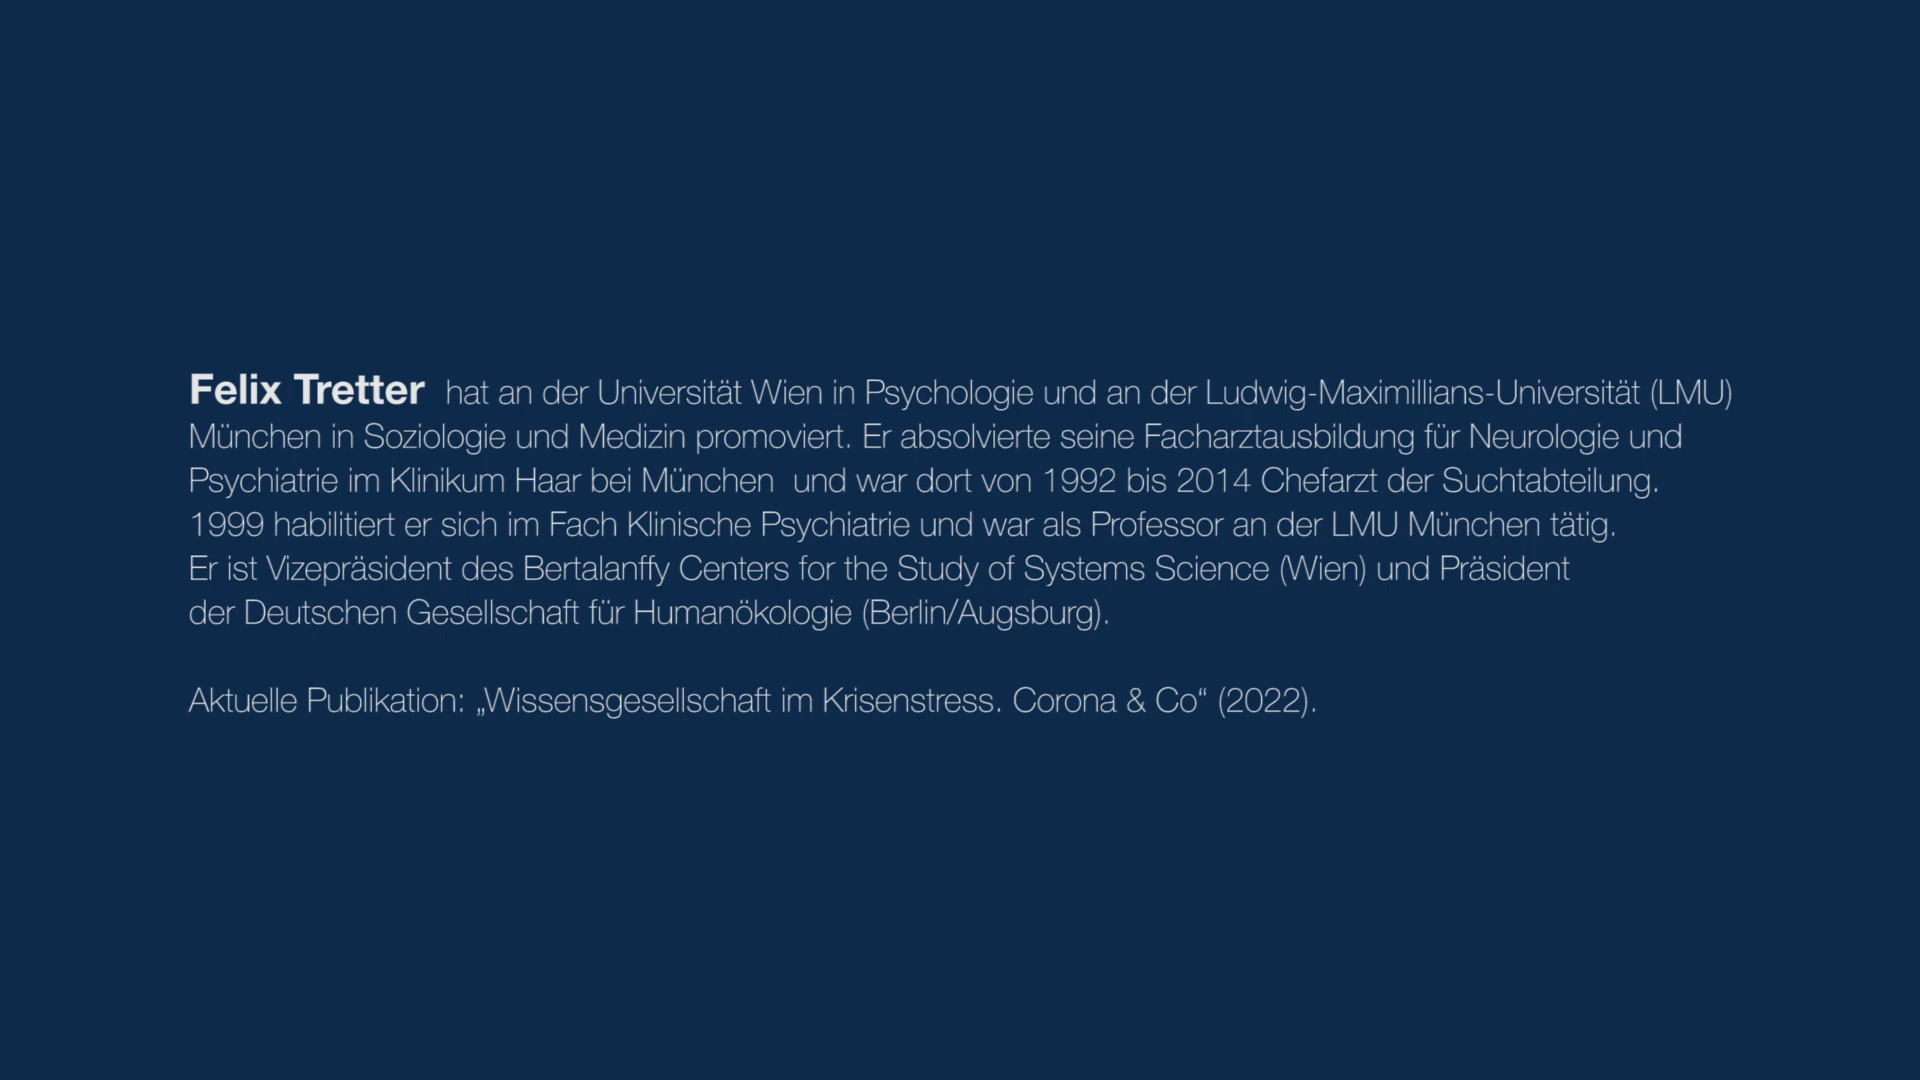 Felix Tretter hat an der Universität Wien in Psychologie und an der Ludwig-Maximillians-Universität (LMU)
München in Soziologie und Medizin promoviert. Er absolvierte seine Facharztausbildung für Neurologie und
Psychiatrie im Klinikum Haar bei München und war dort von 1992 bis 2014 Chefarzt der Suchtabteilung.
1999 habilitiert er sich im Fach Klinische Psychiatrie und war als Professor an der LMU München tätig.
Er ist Vizepräsident des Bertalanffy Centers for the Study of Systems Science (Wien) und Präsident
der Deutschen Gesellschaft für Humanökologie (Berlin/Augsburg).
Aktuelle Publikation: „Wissensgesellschaft im Krisenstress. Corona & Co“ (2022).